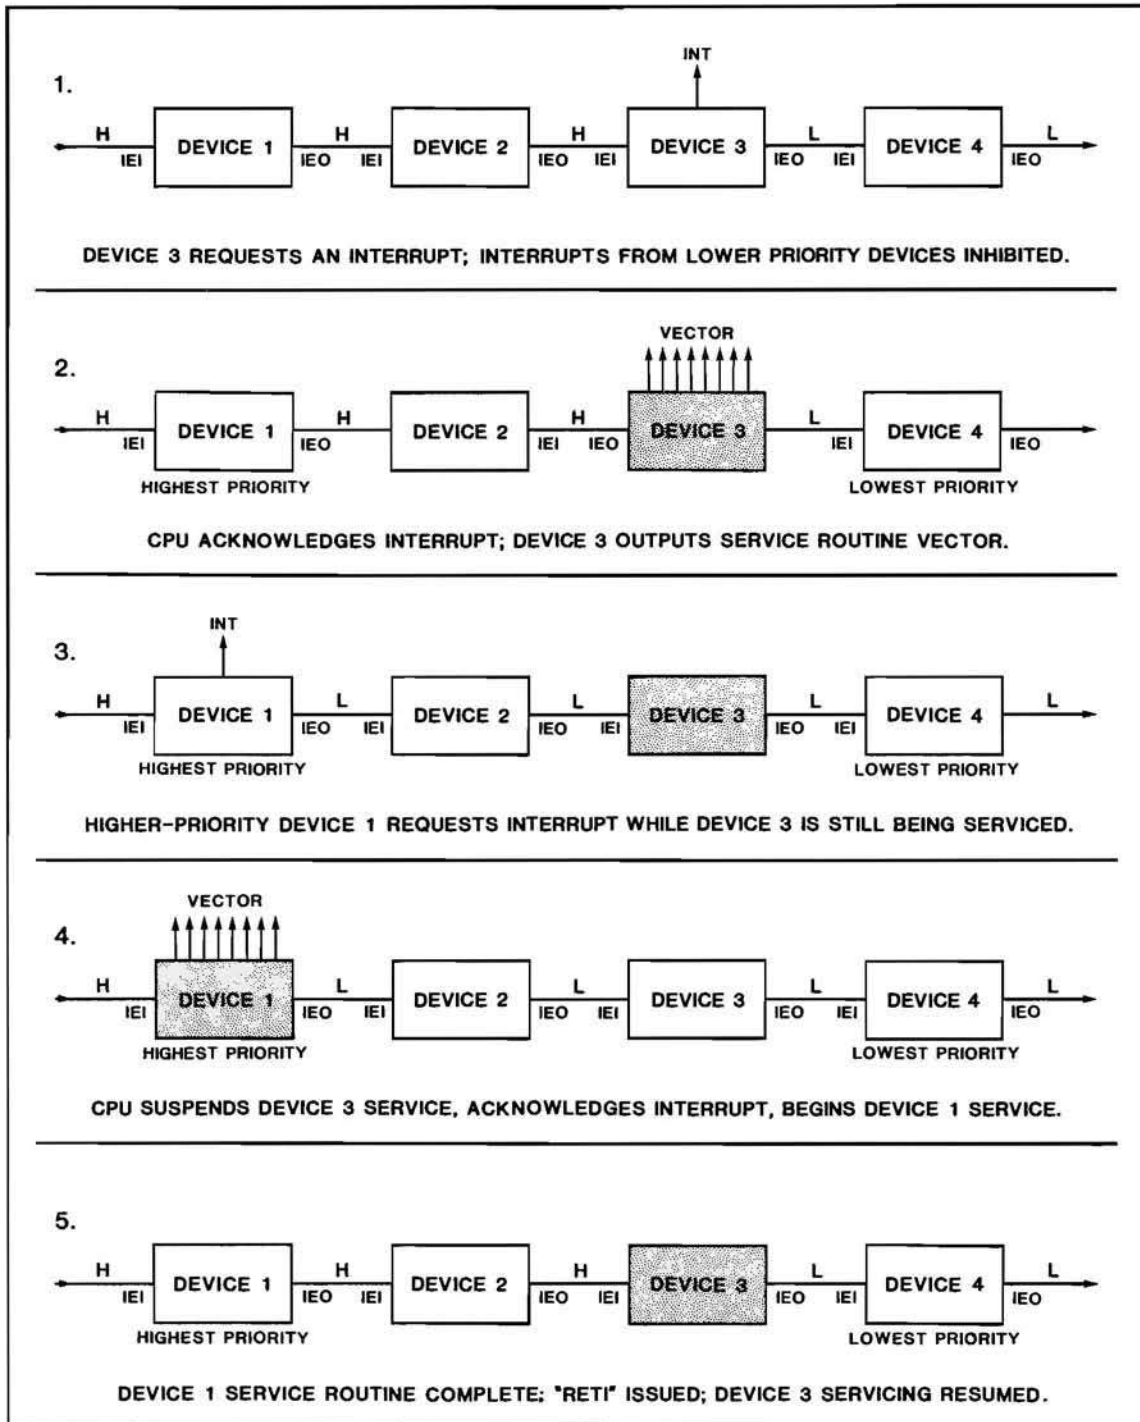 INT
1.
H H H L L
IEI DEVICE 1 IEO IEI DEVICE 2 IEO IEI DEVICE 3 IEO IEI DEVICE 4 IEO
DEVICE 3 REQUESTS AN INTERRUPT; INTERRUPTS FROM LOWER PRIORITY DEVICES INHIBITED.
VECTOR
2.
H H H L
IEI DEVICE 1 IEO DEVICE 2 IEI IEO DEVICE 3 IEI DEVICE 4 IEO
HIGHEST PRIORITY LOWEST PRIORITY
CPU ACKNOWLEDGES INTERRUPT; DEVICE 3 OUTPUTS SERVICE ROUTINE VECTOR.
INT
3.
H L L L L
IEI DEVICE 1 IEO IEI DEVICE 2 IEO IEI DEVICE 3 IEO IEI DEVICE 4
HIGHEST PRIORITY LOWEST PRIORITY
HIGHER-PRIORITY DEVICE 1 REQUESTS INTERRUPT WHILE DEVICE 3 IS STILL BEING SERVICED.
VECTOR
4.
H L L L L
IEI DEVICE 1 IEO IEI DEVICE 2 IEO IEI DEVICE 3 IEO IEI DEVICE 4 IEO
HIGHEST PRIORITY LOWEST PRIORITY
CPU SUSPENDS DEVICE 3 SERVICE, ACKNOWLEDGES INTERRUPT, BEGINS DEVICE 1 SERVICE.
5.
H H H L L
IEI DEVICE 1 IEO IEI DEVICE 2 IEO IEI DEVICE 3 IEO IEI DEVICE 4 IEO
HIGHEST PRIORITY LOWEST PRIORITY
DEVICE 1 SERVICE ROUTINE COMPLETE; "RETI" ISSUED; DEVICE 3 SERVICING RESUMED.